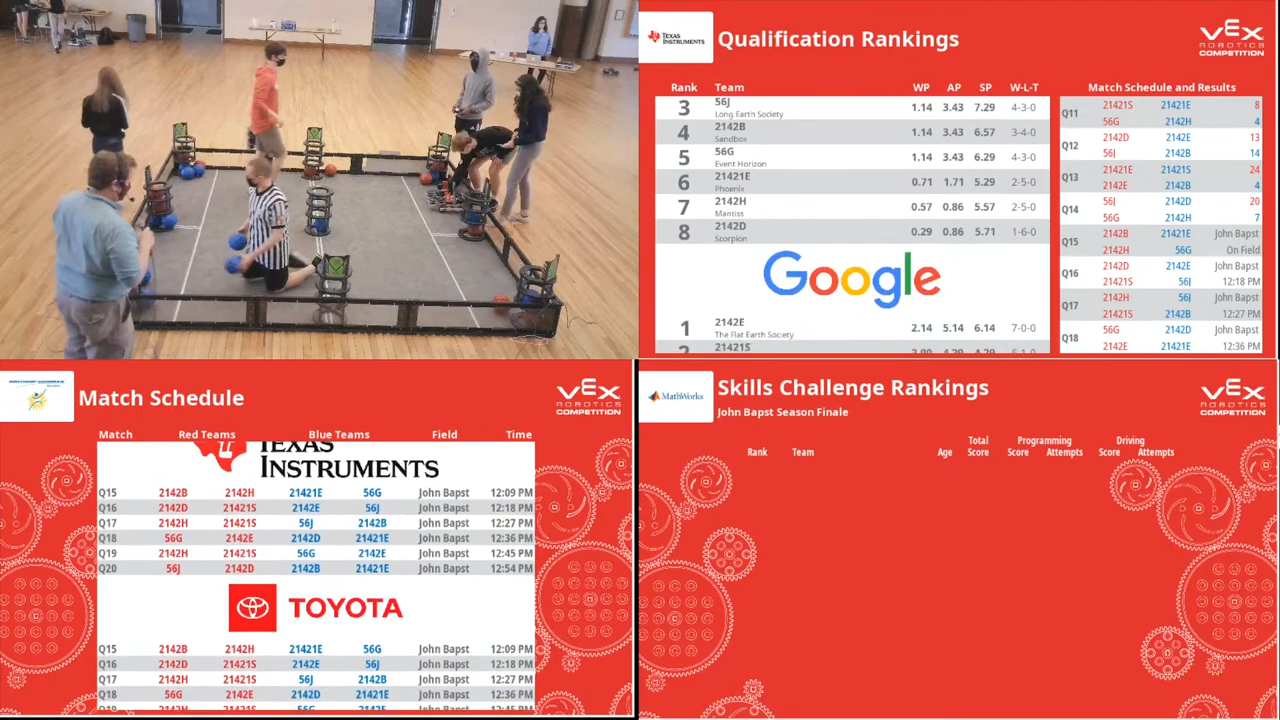 TEXAS INSTRUMENTS
Qualification Rankings
VEX ROBOTICS COMPETITION
Rank Team WP AP SP W-L-T
3 56J 1.14 3.43 7.29 4-3-0
Long Earth Society
4 2142B 1.14 3.43 6.57 3-4-0
Sandbox
5 56G 1.14 3.43 6.29 4-3-0
Event Horizon
6 21421E 0.71 1.71 5.29 2-5-0
Phoenix
7 2142H 0.57 0.86 5.57 2-5-0
Mantiss
8 2142D 0.29 0.86 5.71 1-6-0
Scorpion
Google
1 2142E 2.14 5.14 6.14 7-0-0
The Flat Earth Society
21421S
Match Schedule and Results
Q11 21421S 21421E 8
56G 2142H 4
Q12 2142D 2142E 13
56J 2142B 14
Q13 21421E 21421S 24
2142E 2142B 4
Q14 56J 2142D 20
56G 2142H 7
Q15 2142B 21421E John Bapst
2142H 56G On Field
Q16 2142D 2142E John Bapst
21421S 56J 12:18 PM
Q17 2142H 56J John Bapst
21421S 2142B 12:27 PM
Q18 56G 2142D John Bapst
2142E 21421E 12:36 PM
Match Schedule
VEX ROBOTICS COMPETITION
Match Red Teams Blue Teams Field Time
TEXAS INSTRUMENTS
Q15 2142B 2142H 21421E 56G John Bapst 12:09 PM
Q16 2142D 21421S 2142E 56J John Bapst 12:18 PM
Q17 2142H 21421S 56J 2142B John Bapst 12:27 PM
Q18 56G 2142E 2142D 21421E John Bapst 12:36 PM
Q19 2142H 21421S 56G 2142E John Bapst 12:45 PM
Q20 56J 2142D 2142B 21421E John Bapst 12:54 PM
TOYOTA
Q15 2142B 2142H 21421E 56G John Bapst 12:09 PM
Q16 2142D 21421S 2142E 56J John Bapst 12:18 PM
Q17 2142H 21421S 56J 2142B John Bapst 12:27 PM
Q18 56G 2142E 2142D 21421E John Bapst 12:36 PM
Q19 2142H 21421S 56G 2142E John Bapst 12:45 PM
MathWorks
Skills Challenge Rankings
John Bapst Season Finale
VEX ROBOTICS COMPETITION
Rank Team Age Total Score Programming Score Attempts Driving Score Attempts